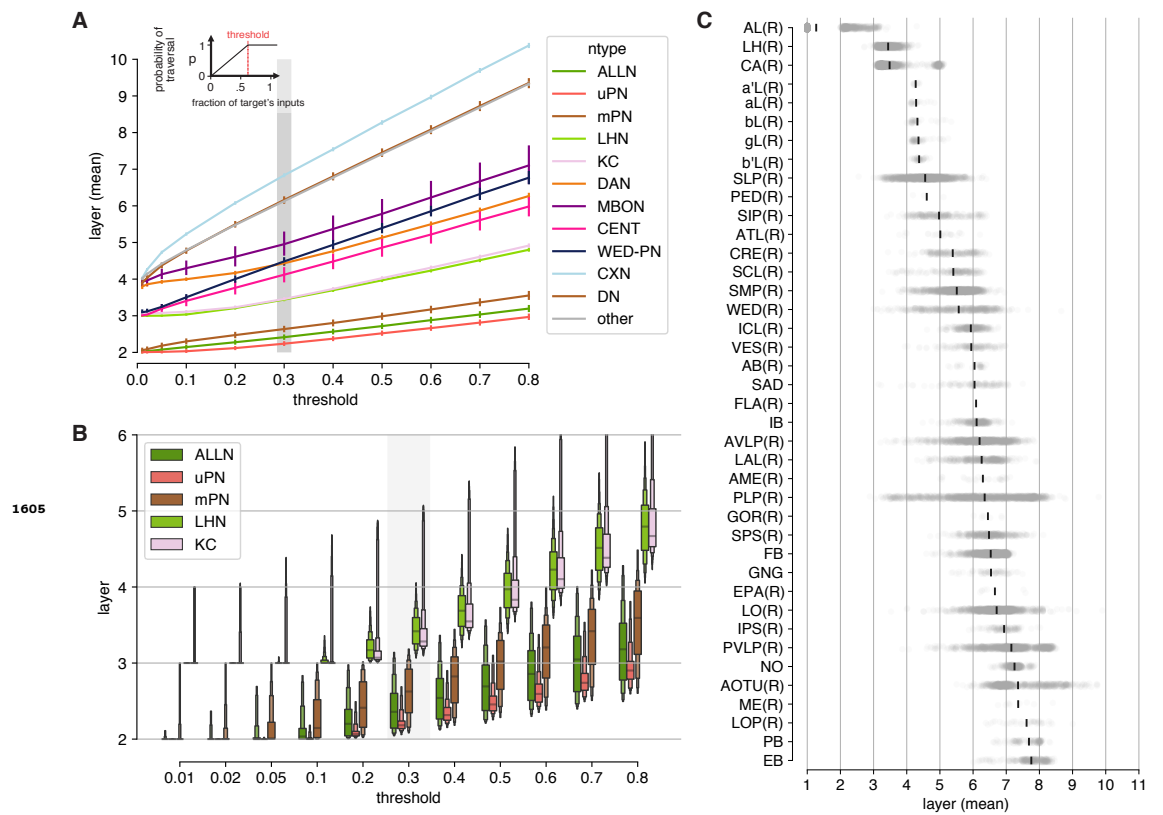 A
probability of
traversal
threshold
1
p
0
0
.5
1
fraction of target's inputs
10
9
8
7
6
5
4
3
2
layer (mean)
0.0 0.1 0.2 0.3 0.4 0.5 0.6 0.7 0.8
threshold
ntype
ALLN
uPN
mPN
LHN
KC
DAN
MBON
CENT
WED-PN
CXN
DN
other
B
6
5
4
3
2
layer
ALLN
uPN
mPN
LHN
KC
0.01 0.02 0.05 0.1 0.2 0.3 0.4 0.5 0.6 0.7 0.8
threshold
1605
C
AL(R)
LH(R)
CA(R)
a'L(R)
aL(R)
bL(R)
gL(R)
b'L(R)
SLP(R)
PED(R)
SIP(R)
ATL(R)
CRE(R)
SCL(R)
SMP(R)
WED(R)
ICL(R)
VES(R)
AB(R)
SAD
FLA(R)
IB
AVLP(R)
LAL(R)
AME(R)
PLP(R)
GOR(R)
SPS(R)
FB
GNG
EPA(R)
LO(R)
IPS(R)
PVLP(R)
NO
AOTU(R)
ME(R)
LOP(R)
PB
EB
1 2 3 4 5 6 7 8 9 10 11
layer (mean)